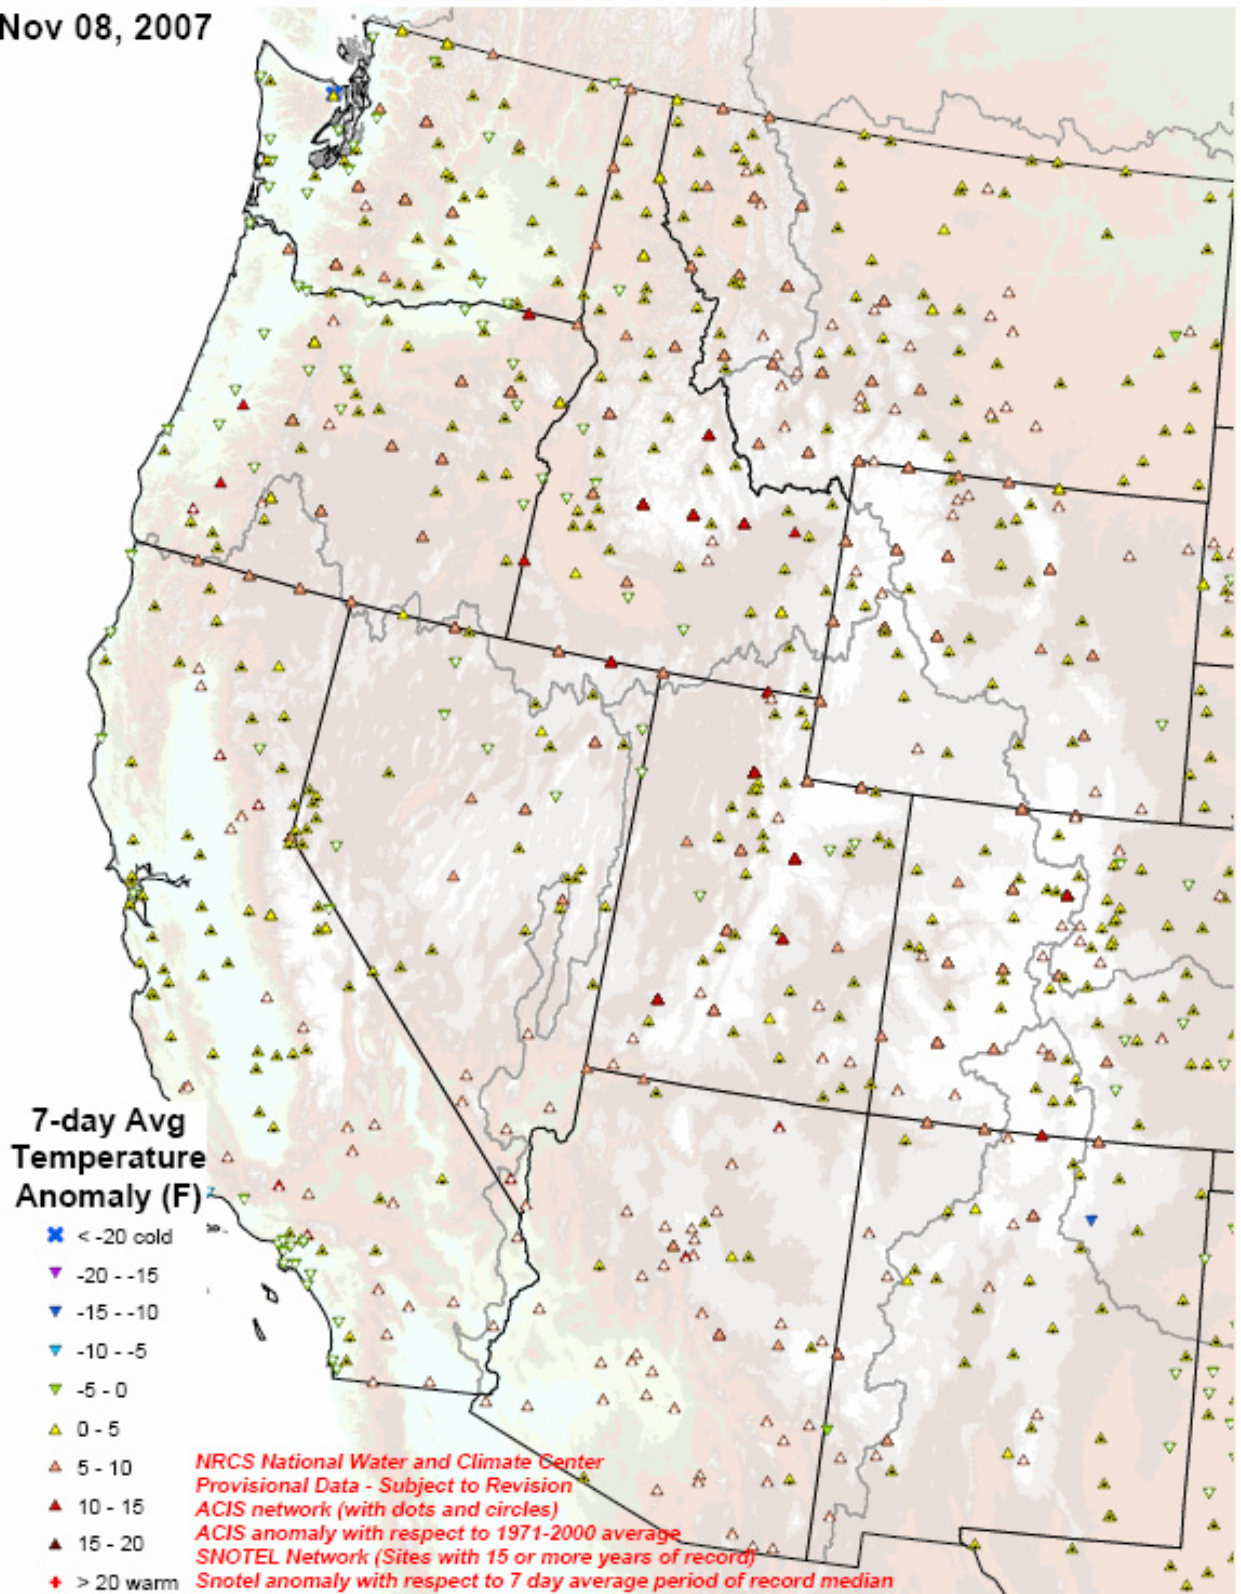 Nov 08, 2007
7-day Avg
Temperature
Anomaly (F)
< -20 cold
-20 - -15
-15 - -10
-10 - -5
-5 - 0
0 - 5
5 - 10
10 - 15
15 - 20
> 20 warm
NRCS National Water and Climate Center
Provisional Data - Subject to Revision
ACIS network (with dots and circles)
ACIS anomaly with respect to 1971-2000 average
SNOTEL Network (Sites with 15 or more years of record)
Snotel anomaly with respect to 7 day average period of record median